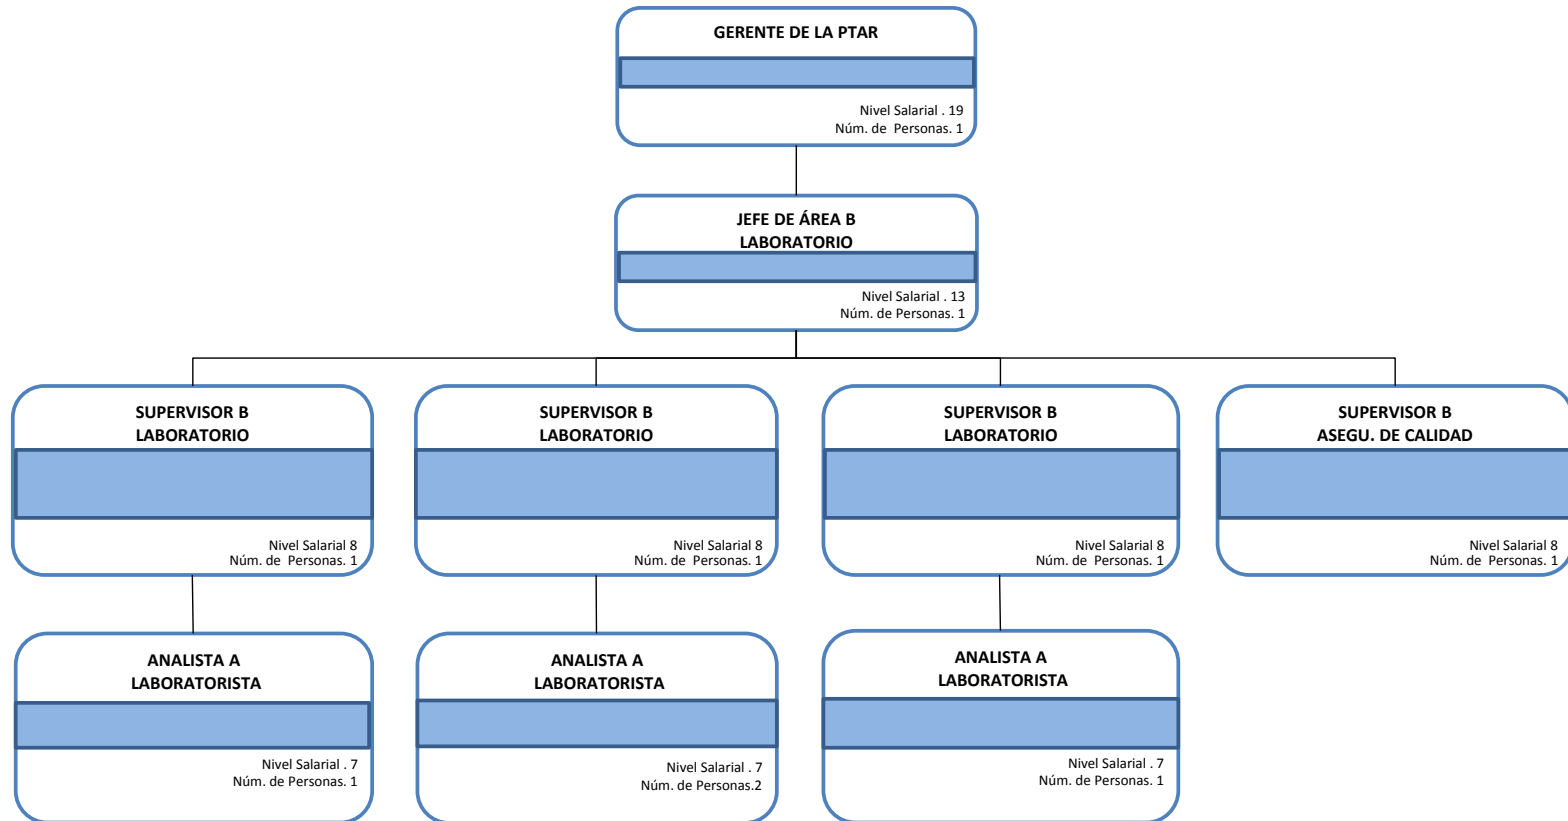 GERENTE DE LA PTAR
Nivel Salarial . 19
Núm. de  Personas. 1
JEFE DE ÁREA B
LABORATORIO
Nivel Salarial . 13
Núm. de Personas. 1
SUPERVISOR B
LABORATORIO
Nivel Salarial 8
Núm. de  Personas. 1
SUPERVISOR B
LABORATORIO
Nivel Salarial 8
Núm. de  Personas. 1
SUPERVISOR B
LABORATORIO
Nivel Salarial 8
Núm. de  Personas. 1
SUPERVISOR B
ASEGU. DE CALIDAD
Nivel Salarial 8
Núm. de  Personas. 1
ANALISTA A
LABORATORISTA
Nivel Salarial . 7
Núm. de Personas. 1
ANALISTA A
LABORATORISTA
Nivel Salarial . 7
Núm. de Personas.2
ANALISTA A
LABORATORISTA
Nivel Salarial . 7
Núm. de Personas. 1